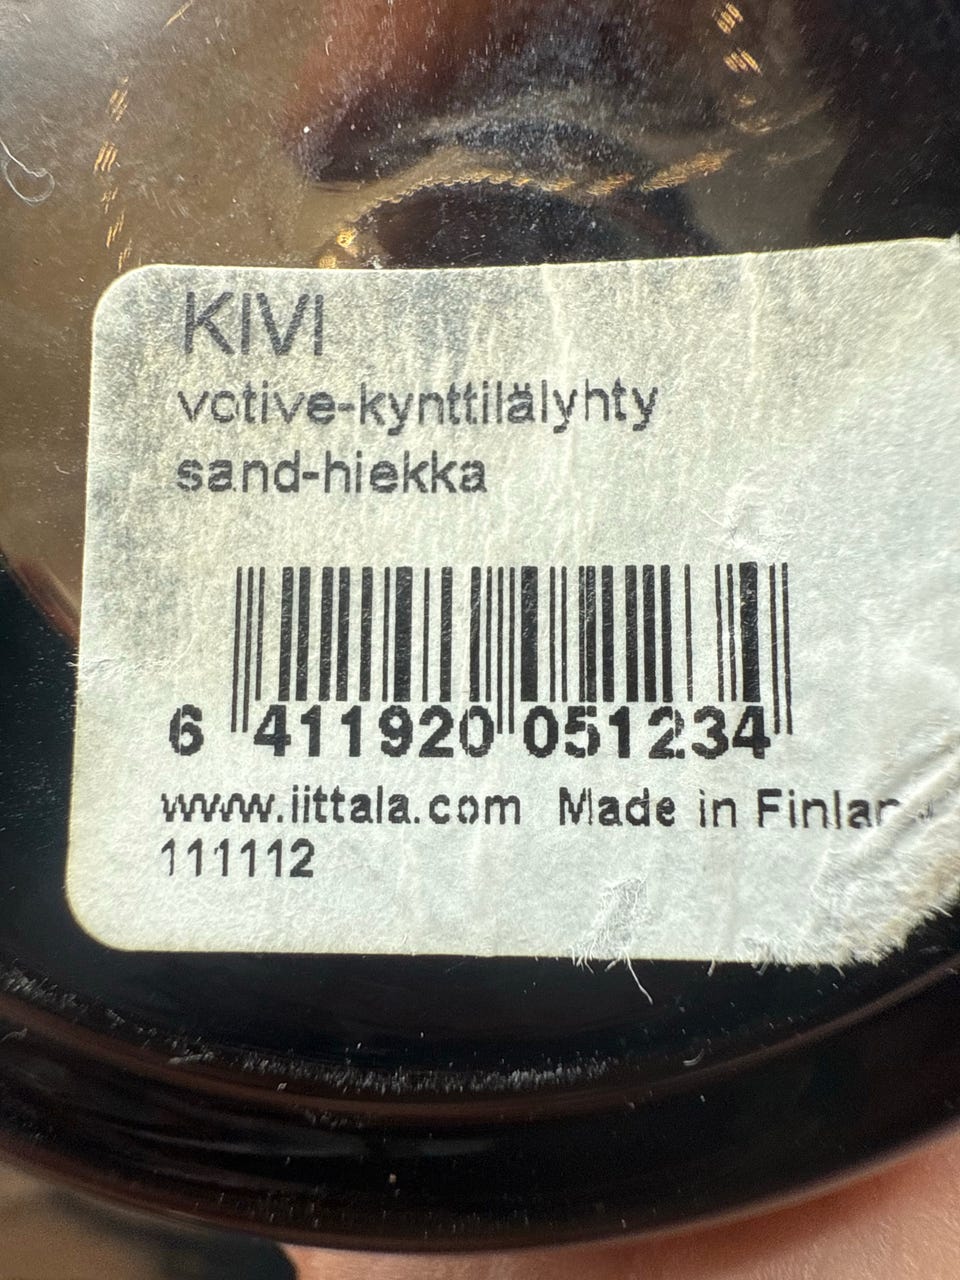 KIVI
votive-kynttilälyhty
sand-hiekka
6 411920 051234
www.iittala.com Made in Finlan
111112